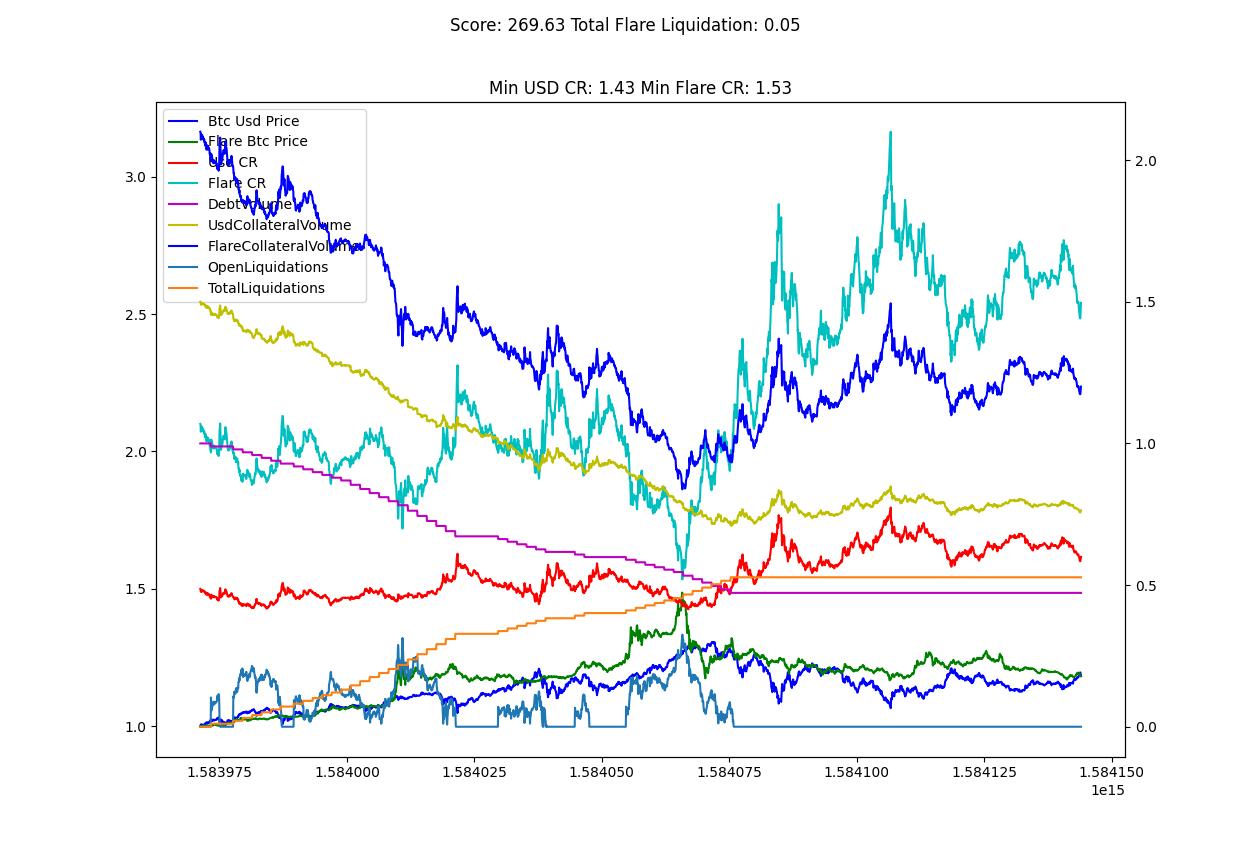 Score: 269.63 Total Flare Liquidation: 0.05
Min USD CR: 1.43 Min Flare CR: 1.53
Btc Usd Price
Flare Btc Price
Usd CR
Flare CR
DebtVolume
UsdCollateralVolume
FlareCollateralVolume
OpenLiquidations
TotalLiquidations
3.0
2.5
2.0
1.5
1.0
2.0
1.5
1.0
0.5
0.0
1.583975
1.584000
1.584025
1.584050
1.584075
1.584100
1.584125
1.584150
1e15